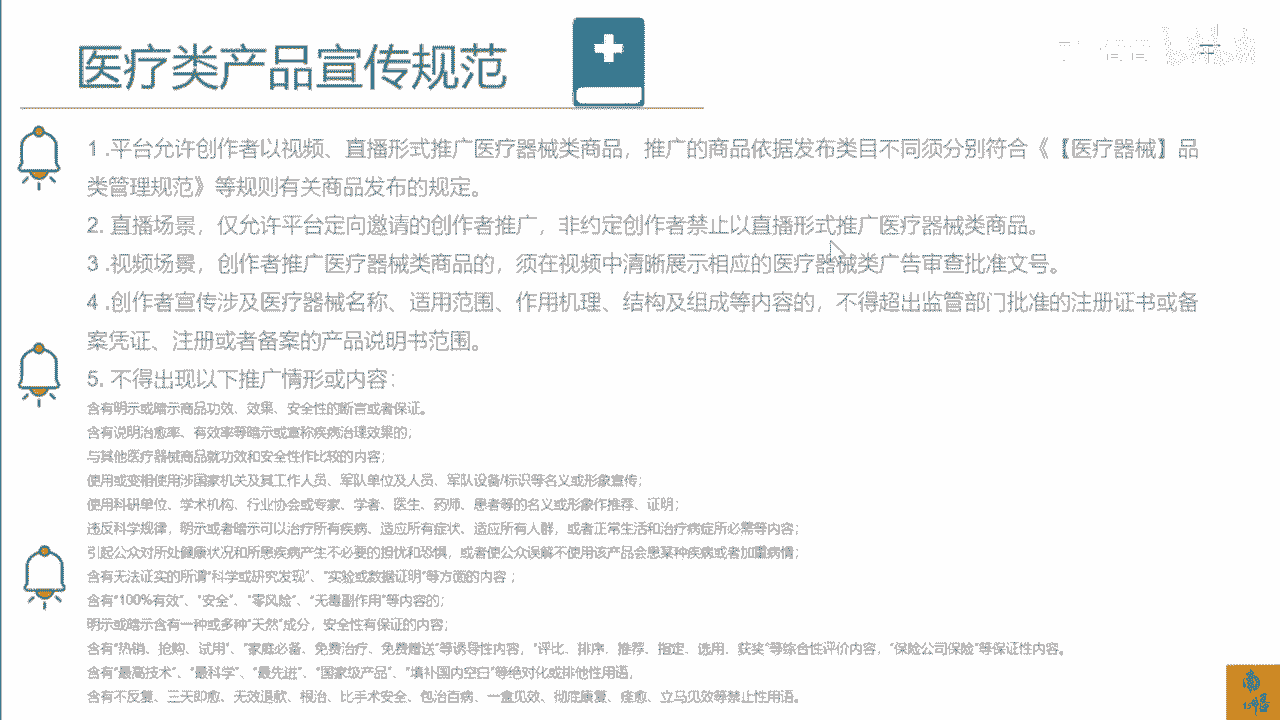 医疗类产品宣传规范
1 .平台允许创作者以视频、直播形式推广医疗器械类商品，推广的商品依据发布类目不同须分别符合《【医疗器械】品
类管理规范》等规则有关商品发布的规定。
2. 直播场景，仅允许平台定向邀请的创作者推广，非约定创作者禁止以直播形式推广医疗器械类商品。
3 .视频场景，创作者推广医疗器械类商品的，须在视频中清晰展示相应的医疗器械类广告审查批准文号。
4 .创作者宣传涉及医疗器械名称、适用范围、作用机理、结构及组成等内容的，不得超出监管部门批准的注册证书或备
案凭证、注册或者备案的产品说明书范围。
5. 不得出现以下推广情形或内容：
含有明示或暗示商品功效、效果、安全性的断言或者保证。
含有说明治愈率、有效率等暗示或宣称疾病治理效果的；
与其他医疗器械商品就功效和安全性作比较的内容；
使用或变相使用涉国家机关及其工作人员、军队单位及人员、军队设备/标识等名义或形象宣传；
使用科研单位、学术机构、行业协会或专家、学者、医生、药师、患者等的名义或形象作推荐、证明；
违反科学规律，明示或者暗示可以治疗所有疾病、适应所有症状、适应所有人群，或者正常生活和治疗病症所必需等内容；
引起公众对所处健康状况和所患疾病产生不必要的担忧和恐惧，或者使公众误解不使用该产品会患某种疾病或者加重病情；
含有无法证实的所谓“科学或研究发现”、“实验或数据证明”等方面的内容；
含有“100%有效”、“安全”、“零风险”、“无毒副作用”等内容的；
明示或暗示含有一种或多种“天然”成分，安全性有保证的内容；
含有“热销、抢购、试用”、“家庭必备、免费治疗、免费赠送”等诱导性内容，“评比、排序、推荐、指定、选用、获奖”等综合性评价内容，“保险公司保险”等保证性内容。
含有“最高技术”、“最科学”、“最先进”、“国家级产品”、“填补国内空白”等绝对化或排他性用语，
含有不反复、三天即愈、无效退款、根治、比手术安全、包治百病、一盒见效、彻底康复、痊愈、立马见效等禁止性用语。